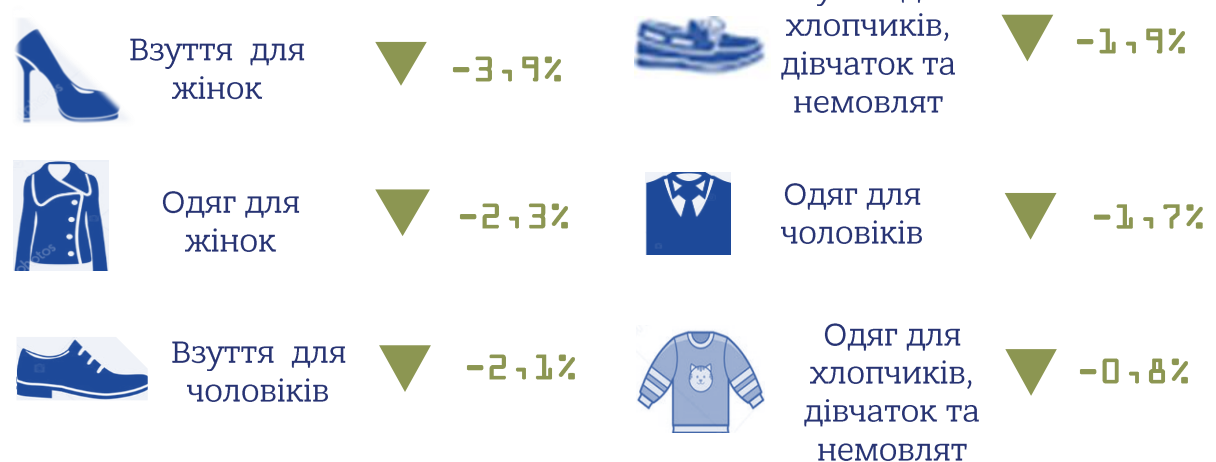 Взуття для
жінок
-3,9%
хлопчиків,
дівчаток та
немовлят
-1,9%
Одяг для
жінок
-2,3%
Одяг для
чоловіків
-1,7%
Взуття для
чоловіків
-2,1%
Одяг для
хлопчиків,
дівчаток та
немовлят
-0,8%